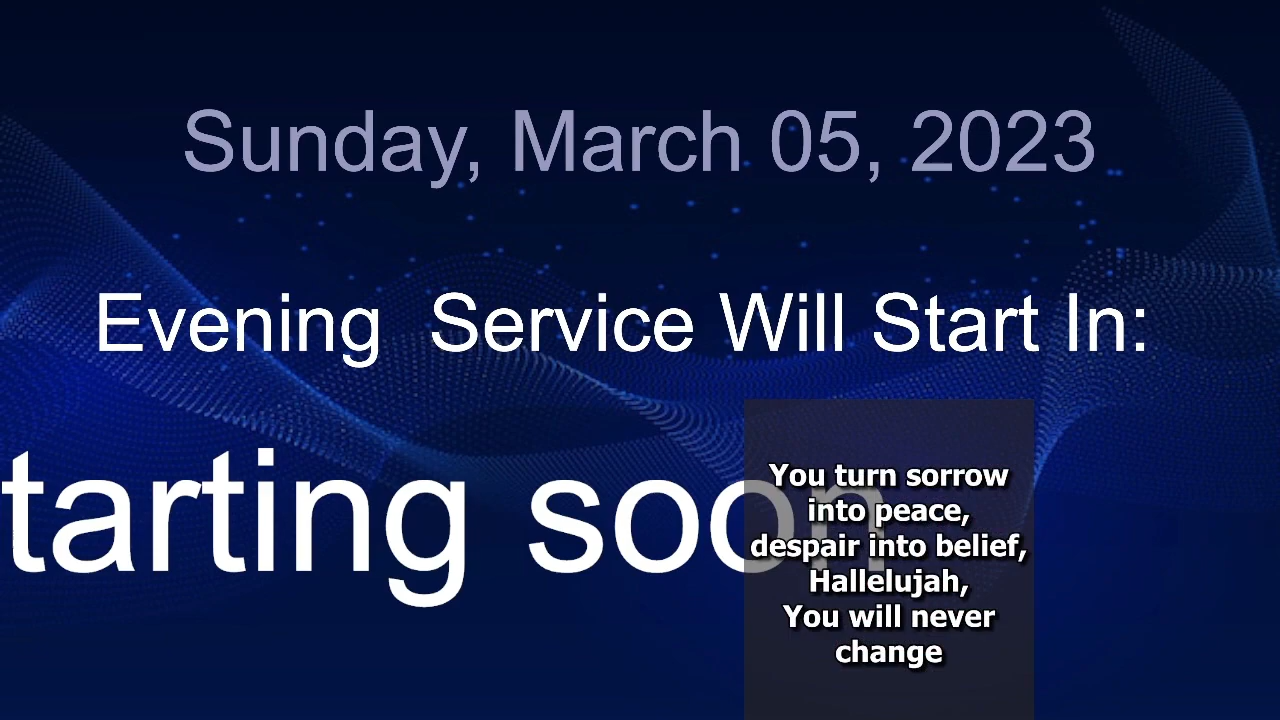 Sunday, March 05, 2023
Evening  Service Will Start In:
tarting soon
You turn sorrow
into peace,
despair into belief,
Hallelujah,
You will never
change